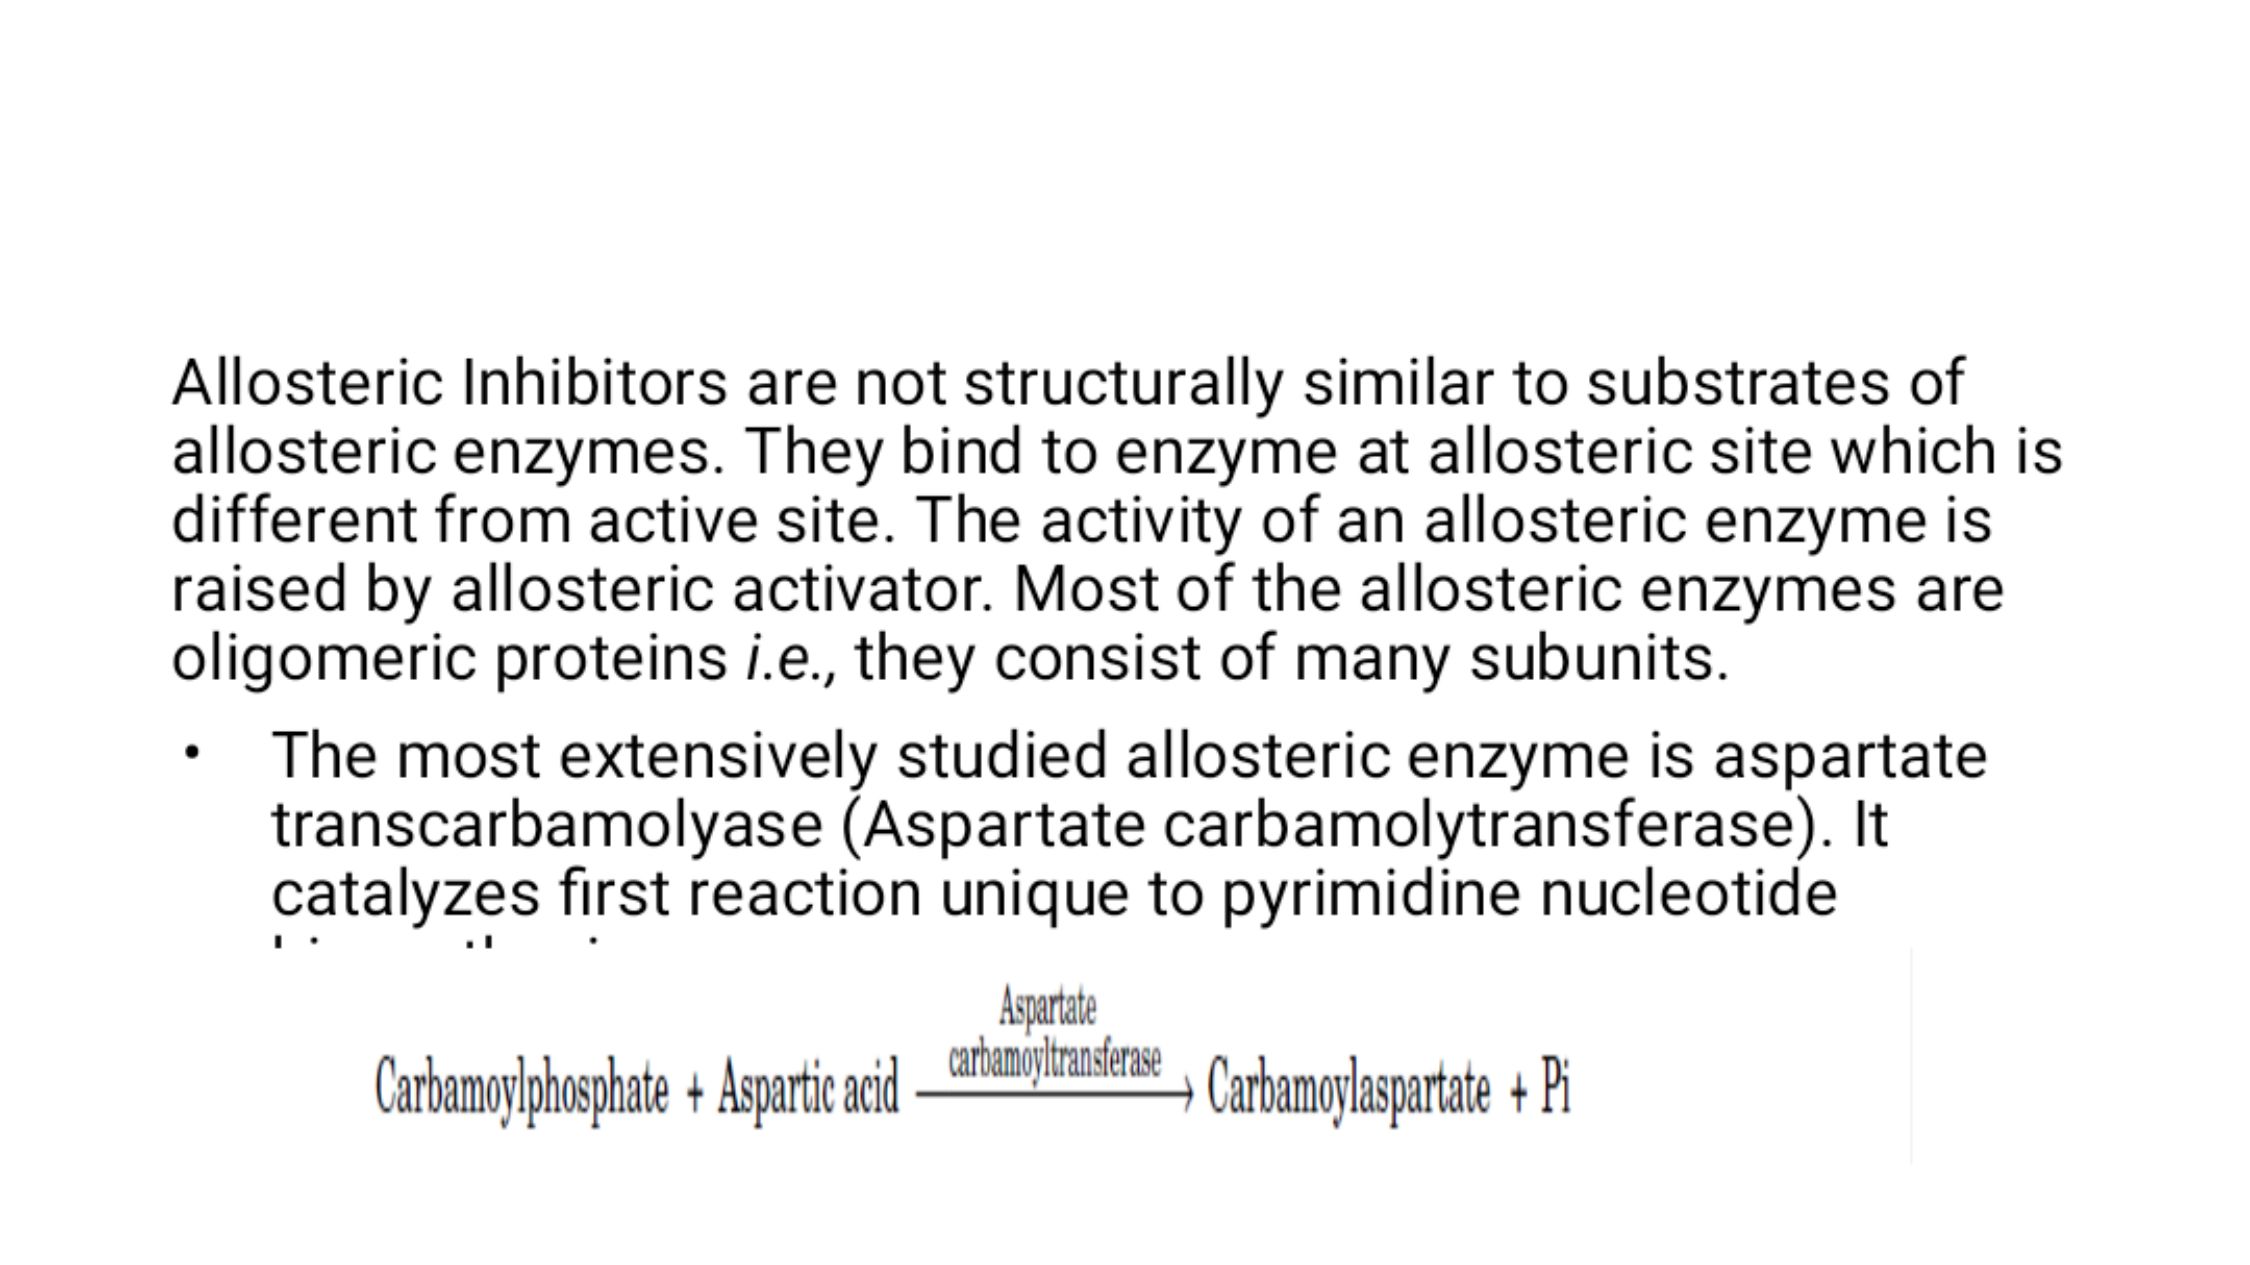 Allosteric Inhibitors are not structurally similar to substrates of
allosteric enzymes. They bind to enzyme at allosteric site which is
different from active site. The activity of an allosteric enzyme is
raised by allosteric activator. Most of the allosteric enzymes are
oligomeric proteins i.e., they consist of many subunits.
• The most extensively studied allosteric enzyme is aspartate
transcarbamolyase (Aspartate carbamolytransferase). It
catalyzes first reaction unique to pyrimidine nucleotide
Aspartate
carbamoyltransferase
Carbamoylphosphate + Aspartic acid ⟶ Carbamoylaspartate + Pi